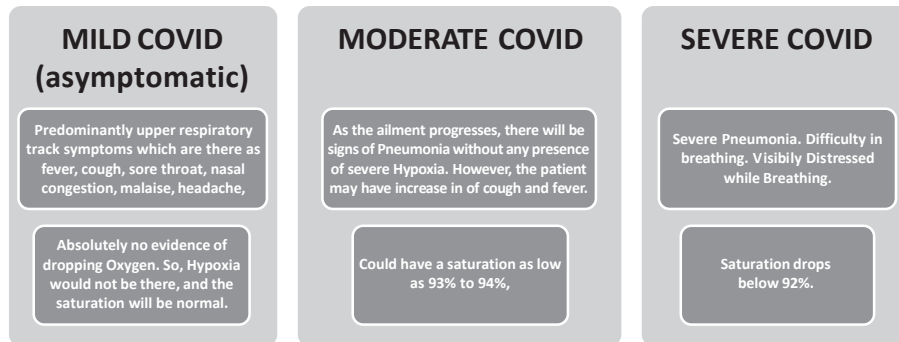 MILD COVID
(asymptomatic)
Predominantly upper respiratory
track symptoms which are there as
fever, cough, sore throat, nasal
congestion, malaise, headache,
Absolutely no evidence of
dropping Oxygen. So, Hypoxia
would not be there, and the
saturation will be normal.
MODERATE COVID
As the ailment progresses, there will be
signs of Pneumonia without any presence
of severe Hypoxia. However, the patient
may have increase in of cough and fever.
Could have a saturation as low
as 93% to 94%,
SEVERE COVID
Severe Pneumonia. Difficulty in
breathing. Visibily Distressed
while Breathing.
Saturation drops
below 92%.